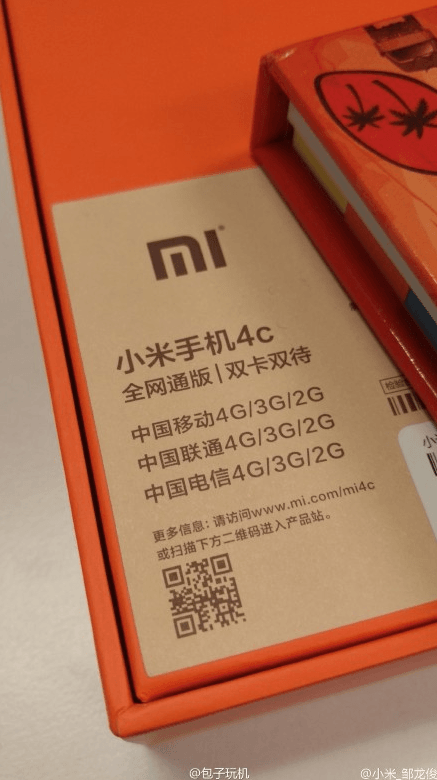 mi
小米手机4c
全网通版|双卡双待
中国移动4G/3G/2G
中国联通4G/3G/2G
中国电信4G/3G/2G
更多信息: 请访问www.mi.com/mi4c
或扫描下方二维码进入产品站。
@包子玩机
@小米_邹龙俊